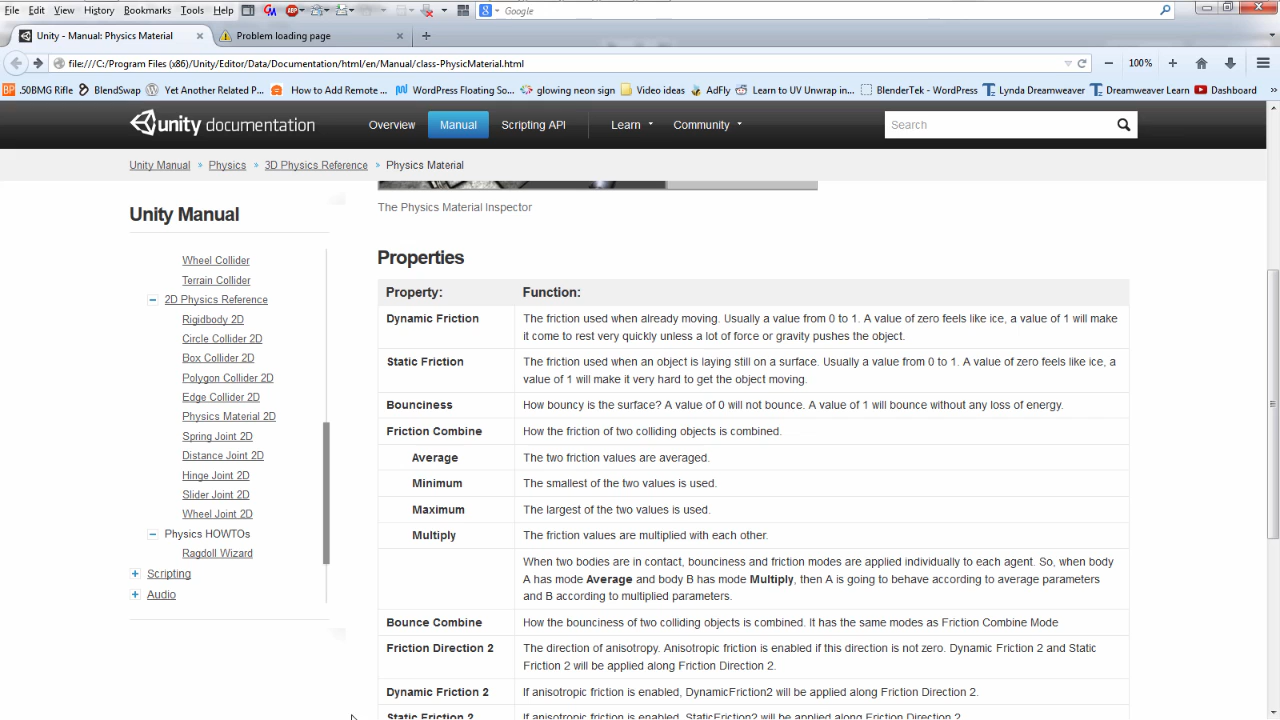 File Edit View History Bookmarks Tools Help Google
Unity - Manual: Physics Material Problem loading page
file:///C:/Program Files (x86)/Unity/Editor/Data/Documentation/html/en/Manual/class-PhysicMaterial.html 100%
.50BMG Rifle BlendSwap Yet Another Related P... How to Add Remote ... WordPress Floating So... glowing neon sign Video ideas AdFly Learn to UV Unwrap in... BlenderTek - WordPress Lynda Dreamweaver Dreamweaver Learn Dashboard
unity documentation Overview Manual Scripting API Learn Community Search
Unity Manual » Physics » 3D Physics Reference » Physics Material
The Physics Material Inspector
Unity Manual
Wheel Collider
Terrain Collider
2D Physics Reference
Rigidbody 2D
Circle Collider 2D
Box Collider 2D
Polygon Collider 2D
Edge Collider 2D
Physics Material 2D
Spring Joint 2D
Distance Joint 2D
Hinge Joint 2D
Slider Joint 2D
Wheel Joint 2D
Physics HOWTOs
Ragdoll Wizard
Scripting
Audio
Properties
Property: Function:
Dynamic Friction The friction used when already moving. Usually a value from 0 to 1. A value of zero feels like ice, a value of 1 will make
it come to rest very quickly unless a lot of force or gravity pushes the object.
Static Friction The friction used when an object is laying still on a surface. Usually a value from 0 to 1. A value of zero feels like ice, a
value of 1 will make it very hard to get the object moving.
Bounciness How bouncy is the surface? A value of 0 will not bounce. A value of 1 will bounce without any loss of energy.
Friction Combine How the friction of two colliding objects is combined.
Average The two friction values are averaged.
Minimum The smallest of the two values is used.
Maximum The largest of the two values is used.
Multiply The friction values are multiplied with each other.
When two bodies are in contact, bounciness and friction modes are applied individually to each agent. So, when body
A has mode Average and body B has mode Multiply, then A is going to behave according to average parameters
and B according to multiplied parameters.
Bounce Combine How the bounciness of two colliding objects is combined. It has the same modes as Friction Combine Mode
Friction Direction 2 The direction of anisotropy. Anisotropic friction is enabled if this direction is not zero. Dynamic Friction 2 and Static
Friction 2 will be applied along Friction Direction 2.
Dynamic Friction 2 If anisotropic friction is enabled, DynamicFriction2 will be applied along Friction Direction 2.
Static Friction 2 If anisotropic friction is enabled, StaticFriction2 will be applied along Friction Direction 2.